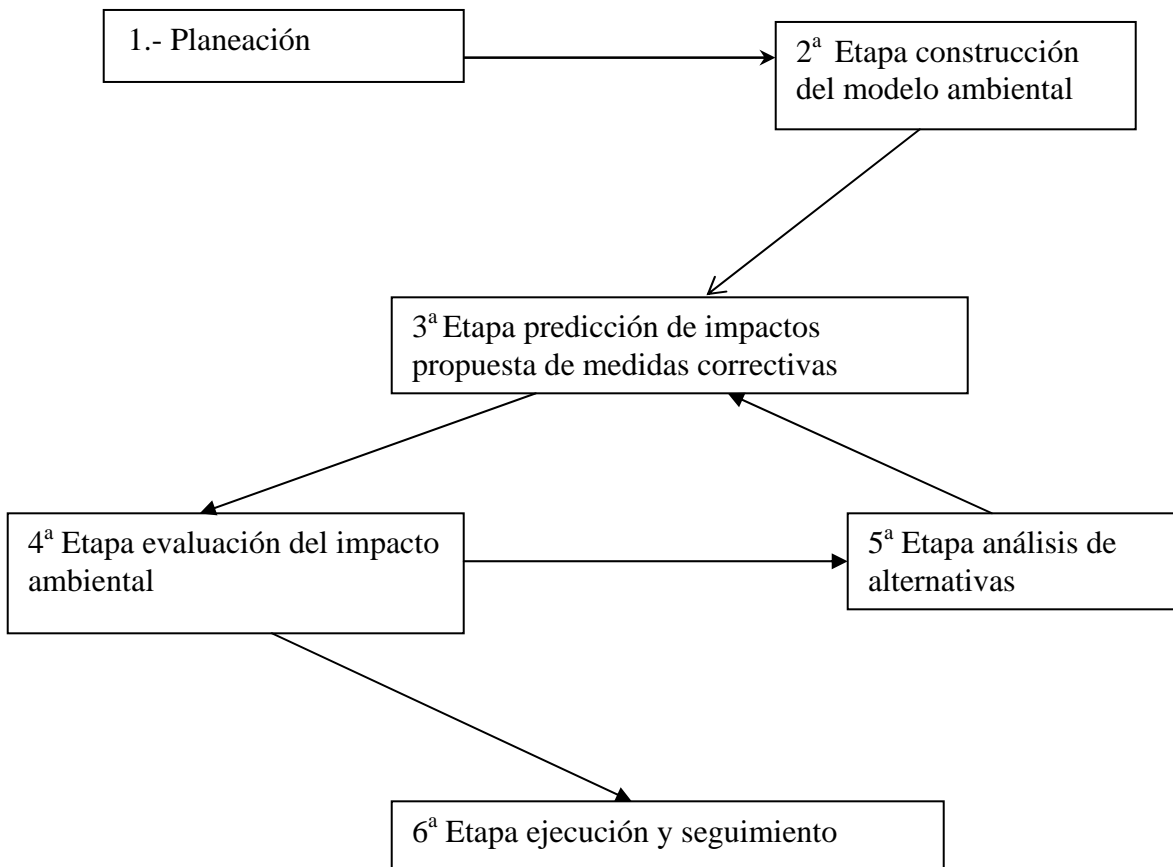 1.- Planeación
2ª Etapa construcción
del modelo ambiental
3ª Etapa predicción de impactos
propuesta de medidas correctivas
4ª Etapa evaluación del impacto
ambiental
5ª Etapa análisis de
alternativas
6ª Etapa ejecución y seguimiento